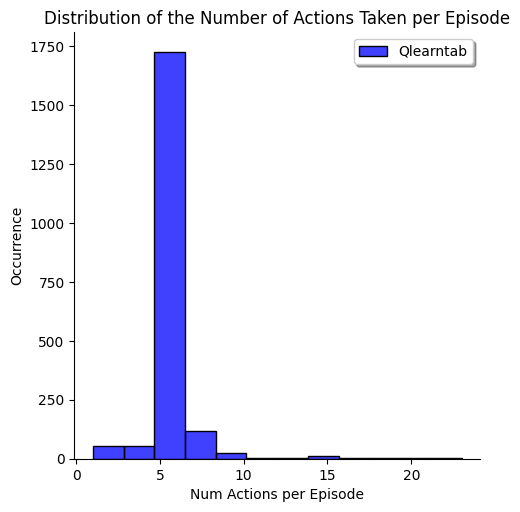 Distribution of the Number of Actions Taken per Episode
Qlearntab
1750
1500
1250
1000
750
500
250
0
Occurrence
0 5 10 15 20
Num Actions per Episode